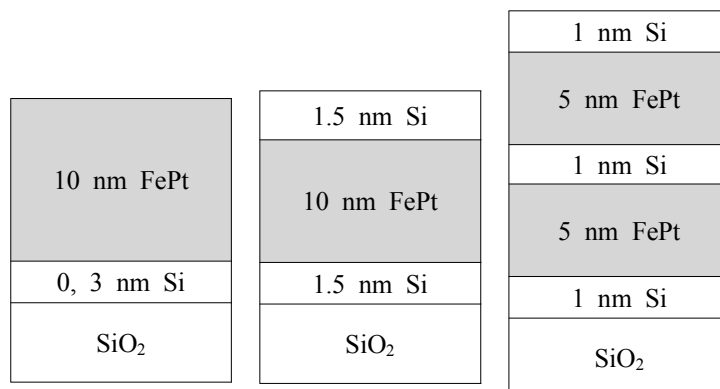 10 nm FePt
0, 3 nm Si
SiO₂
1.5 nm Si
10 nm FePt
1.5 nm Si
SiO₂
1 nm Si
5 nm FePt
1 nm Si
5 nm FePt
1 nm Si
SiO₂